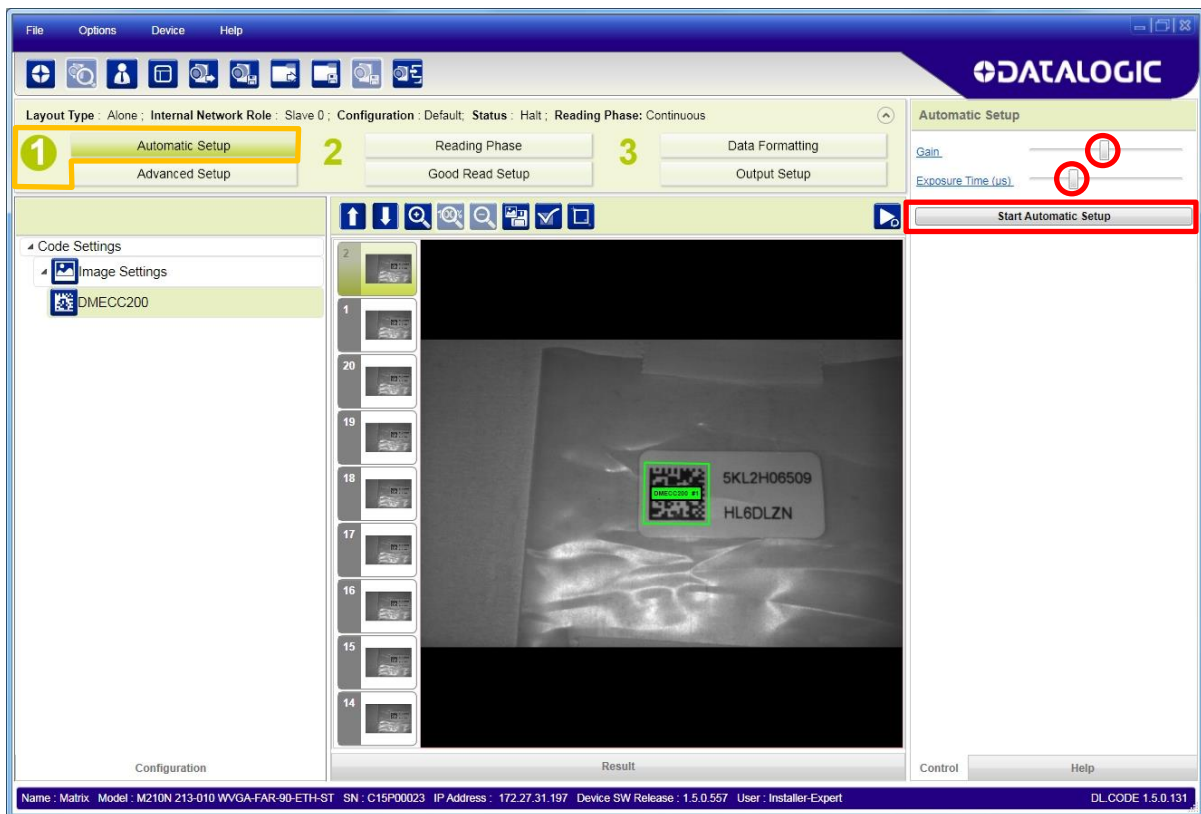 File Options Device Help
DATALOGIC
Layout Type : Alone ; Internal Network Role : Slave 0 ; Configuration : Default; Status : Halt ; Reading Phase: Continuous
Automatic Setup
1 Automatic Setup 2 Reading Phase 3 Data Formatting
Advanced Setup Good Read Setup Output Setup
Gain
Exposure Time (µs)
Start Automatic Setup
Code Settings
Image Settings
DMECC200
100%
2
1
20
19
18
17
16
15
14
5KL2H06509
DMECC200 #1
HL6DLZN
Configuration Result Control Help
Name : Matrix Model : M210N 213-010 WVGA-FAR-90-ETH-ST SN : C15P00023 IP Address : 172.27.31.197 Device SW Release : 1.5.0.557 User : Installer-Expert DL.CODE 1.5.0.131